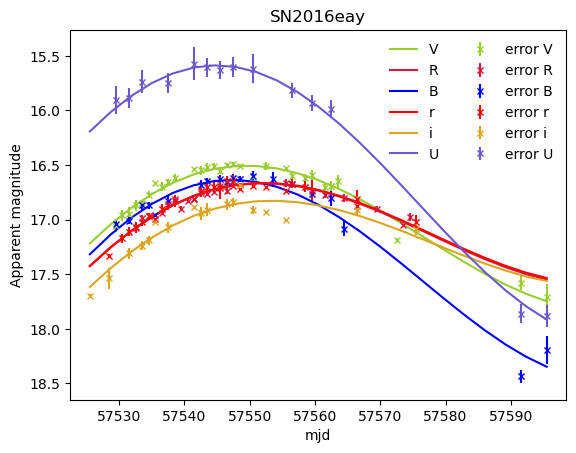 SN2016eay
Apparent magnitude
15.5
16.0
16.5
17.0
17.5
18.0
18.5
57530 57540 57550 57560 57570 57580 57590
mjd
V error V
R error R
B error B
r error r
i error i
U error U